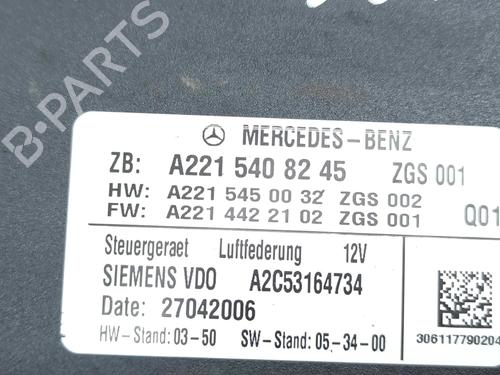 MERCEDES-BENZ
ZB: A221 540 82 45 ZGS 001
HW: A221 545 00 32 ZGS 002
FW: A221 442 21 02 ZGS 001 Q01
Steuergeraet Luftfederung 12V
SIEMENS VDO A2C53164734
Date: 27042006
HW-Stand: 03-50 SW-Stand: 05-34-00
306117790204
B-PARTS